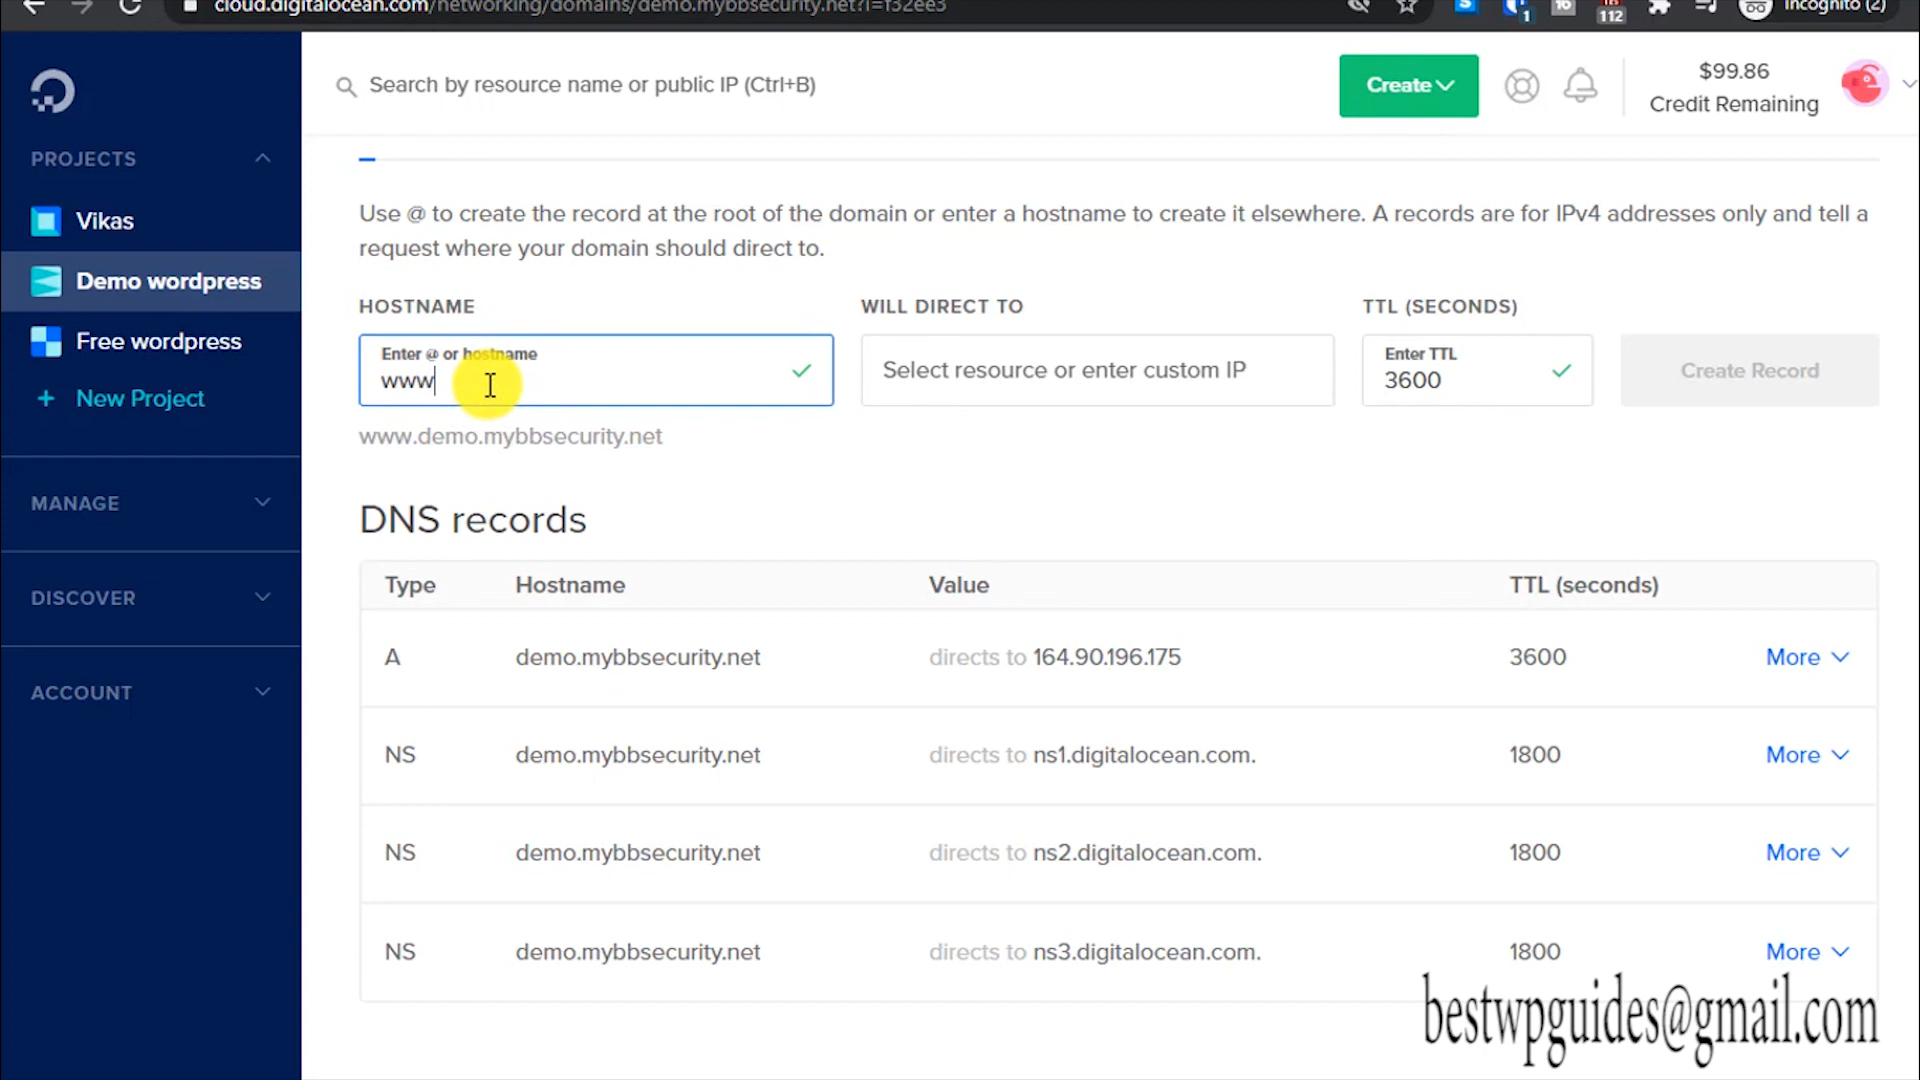 cloud.digitalocean.com/networking/domains/demo.mybbsecurity.net?i=f32ee3
1
16
112
Incognito (2)
Search by resource name or public IP (Ctrl+B)
Create
$99.86
Credit Remaining
PROJECTS
Vikas
Demo wordpress
Free wordpress
+ New Project
MANAGE
DISCOVER
ACCOUNT
Use @ to create the record at the root of the domain or enter a hostname to create it elsewhere. A records are for IPv4 addresses only and tell a
request where your domain should direct to.
HOSTNAME WILL DIRECT TO TTL (SECONDS)
Enter @ or hostname
www
Select resource or enter custom IP
Enter TTL
3600
Create Record
www.demo.mybbsecurity.net
DNS records
Type Hostname Value TTL (seconds)
A demo.mybbsecurity.net directs to 164.90.196.175 3600 More
NS demo.mybbsecurity.net directs to ns1.digitalocean.com. 1800 More
NS demo.mybbsecurity.net directs to ns2.digitalocean.com. 1800 More
NS demo.mybbsecurity.net directs to ns3.digitalocean.com. 1800 More
bestwpguides@gmail.com